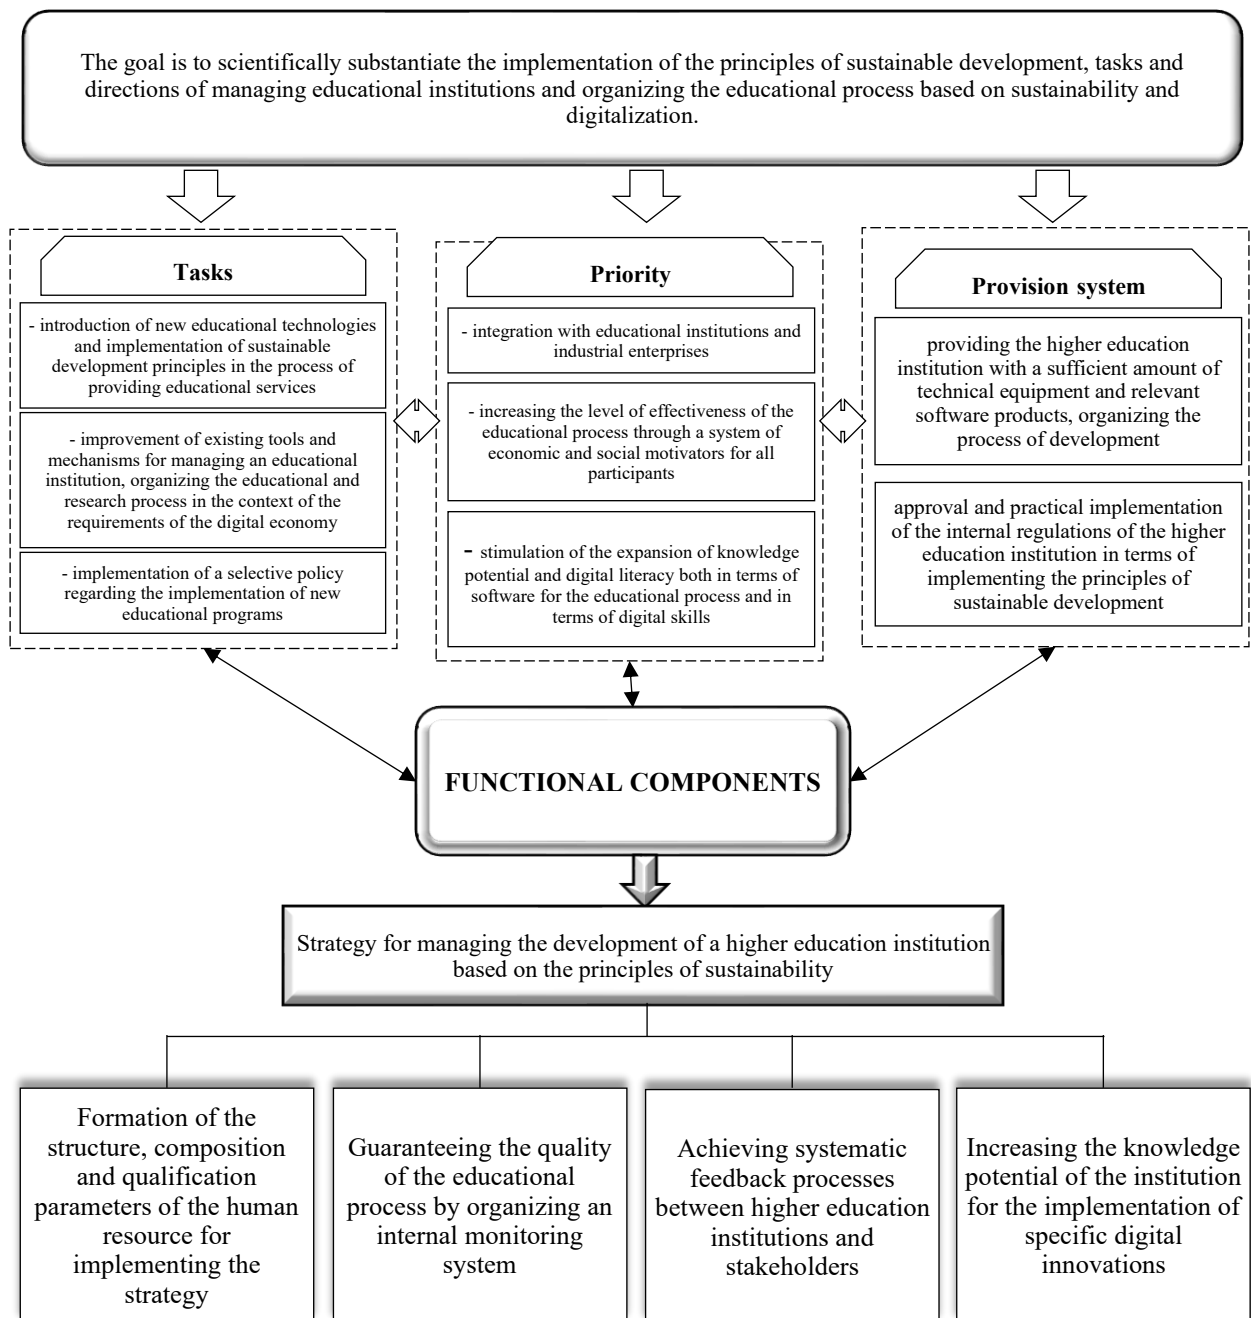 The goal is to scientifically substantiate the implementation of the principles of sustainable development, tasks and
directions of managing educational institutions and organizing the educational process based on sustainability and
digitalization.
Tasks
- introduction of new educational technologies
and implementation of sustainable
development principles in the process of
providing educational services
- improvement of existing tools and
mechanisms for managing an educational
institution, organizing the educational and
research process in the context of the
requirements of the digital economy
- implementation of a selective policy
regarding the implementation of new
educational programs
Priority
- integration with educational institutions and
industrial enterprises
- increasing the level of effectiveness of the
educational process through a system of
economic and social motivators for all
participants
- stimulation of the expansion of knowledge
potential and digital literacy both in terms of
software for the educational process and in
terms of digital skills
Provision system
providing the higher education
institution with a sufficient amount of
technical equipment and relevant
software products, organizing the
process of development
approval and practical implementation
of the internal regulations of the higher
education institution in terms of
implementing the principles of
sustainable development
FUNCTIONAL COMPONENTS
Strategy for managing the development of a higher education institution
based on the principles of sustainability
Formation of the
structure, composition
and qualification
parameters of the human
resource for
implementing the
strategy
Guaranteeing the quality
of the educational
process by organizing an
internal monitoring
system
Achieving systematic
feedback processes
between higher education
institutions and
stakeholders
Increasing the knowledge
potential of the institution
for the implementation of
specific digital
innovations